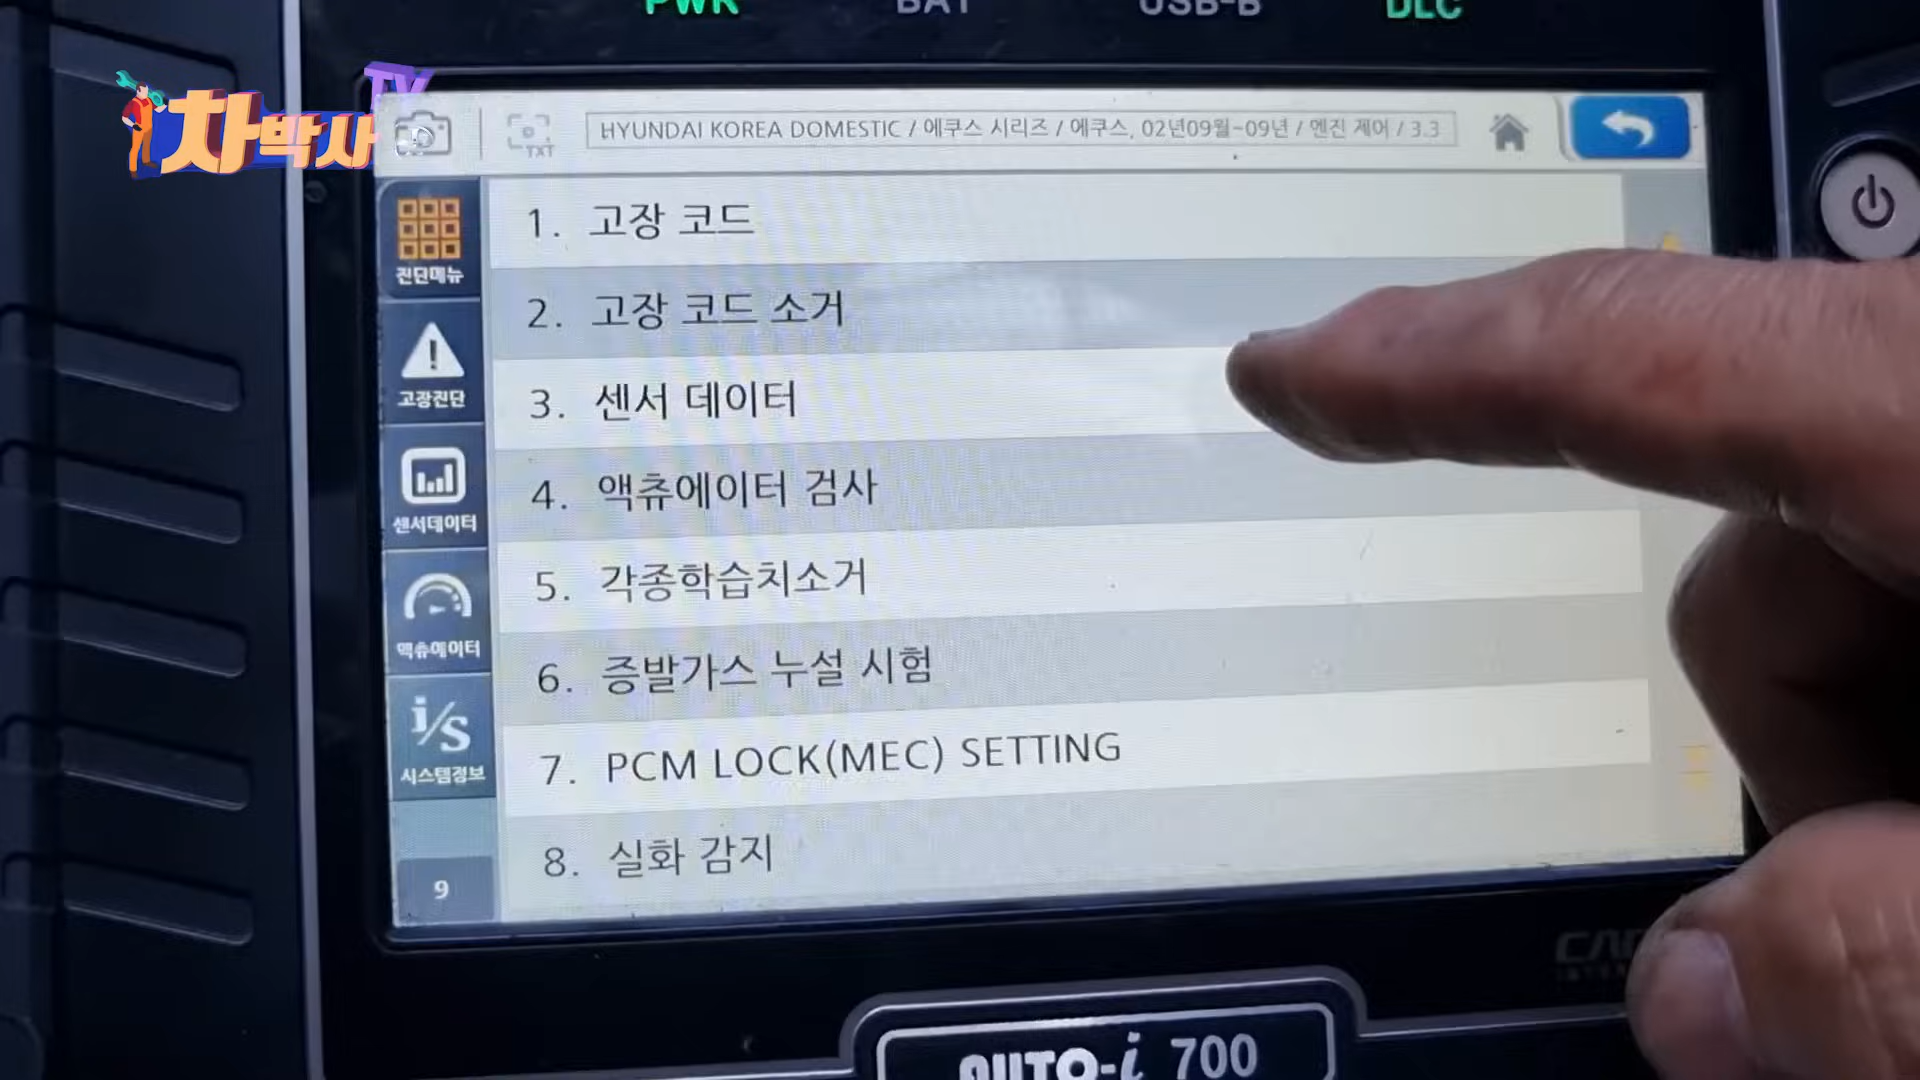 PWR BAT USB-B DLC
차박사 TV
TXT
HYUNDAI KOREA DOMESTIC / 에쿠스 시리즈 / 에쿠스, 02년09월~09년 / 엔진 제어 / 3.3
진단메뉴
고장진단
센서데이터
액츄에이터
i/s
시스템정보
9
1. 고장 코드
2. 고장 코드 소거
3. 센서 데이터
4. 액츄에이터 검사
5. 각종학습치소거
6. 증발가스 누설 시험
7. PCM LOCK(MEC) SETTING
8. 실화 감지
AUTO-i 700